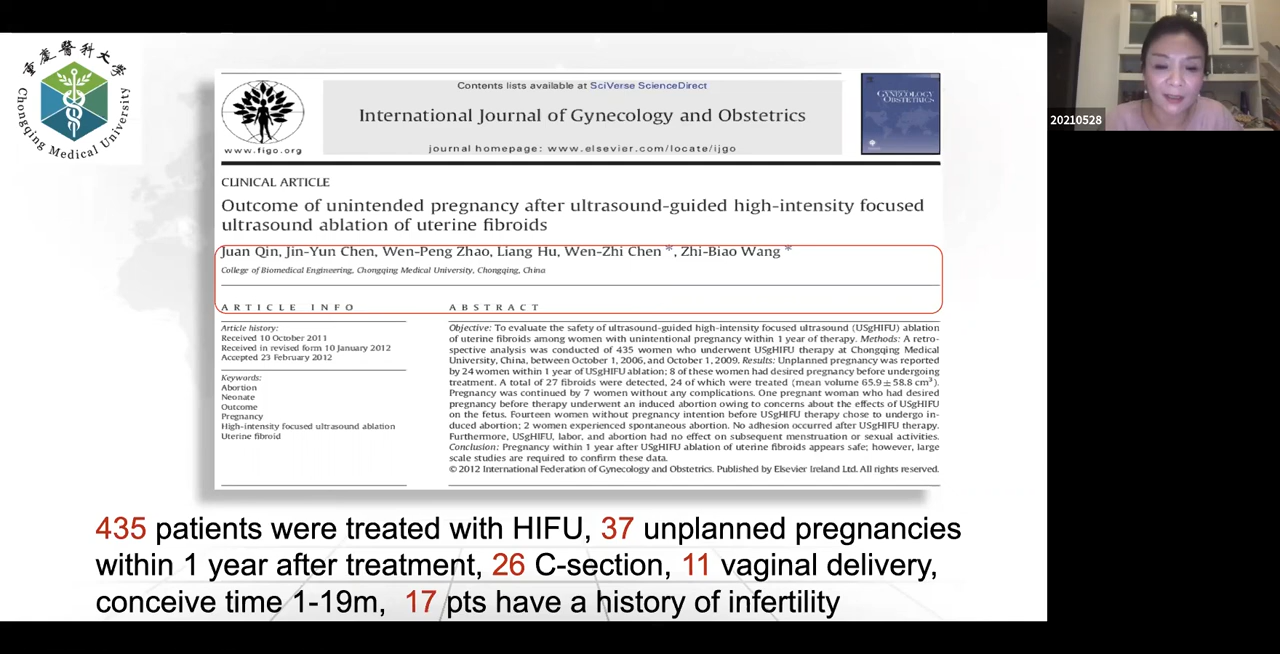 重慶醫科大學
Chongqing Medical University
Contents lists available at SciVerse ScienceDirect
International Journal of Gynecology and Obstetrics
journal homepage: www.elsevier.com/locate/ijgo
www.figo.org
GYNECOLOGY
OBSTETRICS
20210528
CLINICAL ARTICLE
Outcome of unintended pregnancy after ultrasound-guided high-intensity focused
ultrasound ablation of uterine fibroids
Juan Qin, Jin-Yun Chen, Wen-Peng Zhao, Liang Hu, Wen-Zhi Chen *, Zhi-Biao Wang *
College of Biomedical Engineering, Chongqing Medical University, Chongqing, China
ARTICLE INFO
Article history:
Received 10 October 2011
Received in revised form 10 January 2012
Accepted 23 February 2012
Keywords:
Abortion
Neonate
Outcome
Pregnancy
High-intensity focused ultrasound ablation
Uterine fibroid
ABSTRACT
Objective: To evaluate the safety of ultrasound-guided high-intensity focused ultrasound (USgHIFU) ablation
of uterine fibroids among women with unintentional pregnancy within 1 year of therapy. Methods: A retro-
spective analysis was conducted of 435 women who underwent USgHIFU therapy at Chongqing Medical
University, China, between October 1, 2006, and October 1, 2009. Results: Unplanned pregnancy was reported
by 24 women within 1 year of USgHIFU ablation; 8 of these women had desired pregnancy before undergoing
treatment. A total of 27 fibroids were detected, 24 of which were treated (mean volume 65.9±58.8 cm³).
Pregnancy was continued by 7 women without any complications. One pregnant woman who had desired
pregnancy before therapy underwent an induced abortion owing to concerns about the effects of USgHIFU
on the fetus. Fourteen women without pregnancy intention before USgHIFU therapy chose to undergo in-
duced abortion; 2 women experienced spontaneous abortion. No adhesion occurred after USgHIFU therapy.
Furthermore, USgHIFU, labor, and abortion had no effect on subsequent menstruation or sexual activities.
Conclusion: Pregnancy within 1 year after USgHIFU ablation of uterine fibroids appears safe; however, large
scale studies are required to confirm these data.
© 2012 International Federation of Gynecology and Obstetrics. Published by Elsevier Ireland Ltd. All rights reserved.
435 patients were treated with HIFU, 37 unplanned pregnancies
within 1 year after treatment, 26 C-section, 11 vaginal delivery,
conceive time 1-19m, 17 pts have a history of infertility